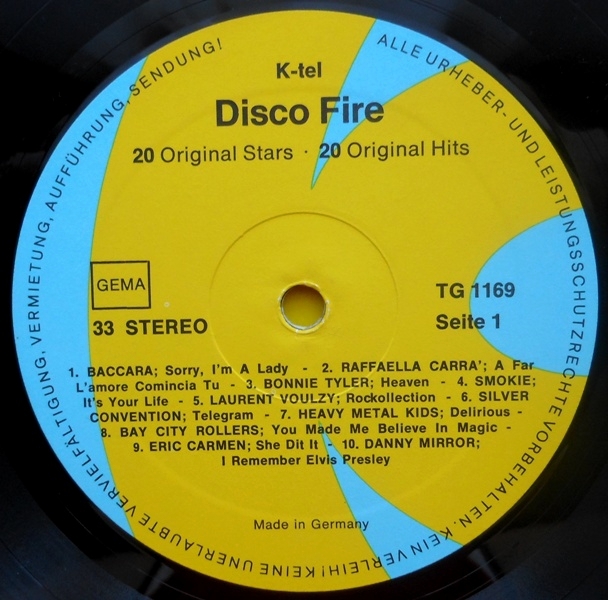 K-tel
Disco Fire
20 Original Stars · 20 Original Hits
GEMA
33 STEREO
TG 1169
Seite 1
1. BACCARA; Sorry, I'm A Lady - 2. RAFFAELLA CARRA'; A Far
L'amore Comincia Tu - 3. BONNIE TYLER; Heaven - 4. SMOKIE;
It's Your Life - 5. LAURENT VOULZY; Rockollection - 6. SILVER
CONVENTION; Telegram - 7. HEAVY METAL KIDS; Delirious -
8. BAY CITY ROLLERS; You Made Me Believe In Magic -
9. ERIC CARMEN; She Dit It - 10. DANNY MIRROR;
I Remember Elvis Presley
Made in Germany
ALLE URHEBER- UND LEISTUNGSSCHUTZRECHTE VORBEHALTEN. KEIN VERLEIH! KEINE UNERLAUBTE VERVIELFÄLTIGUNG, VERMIETUNG, AUFFÜHRUNG, SENDUNG!